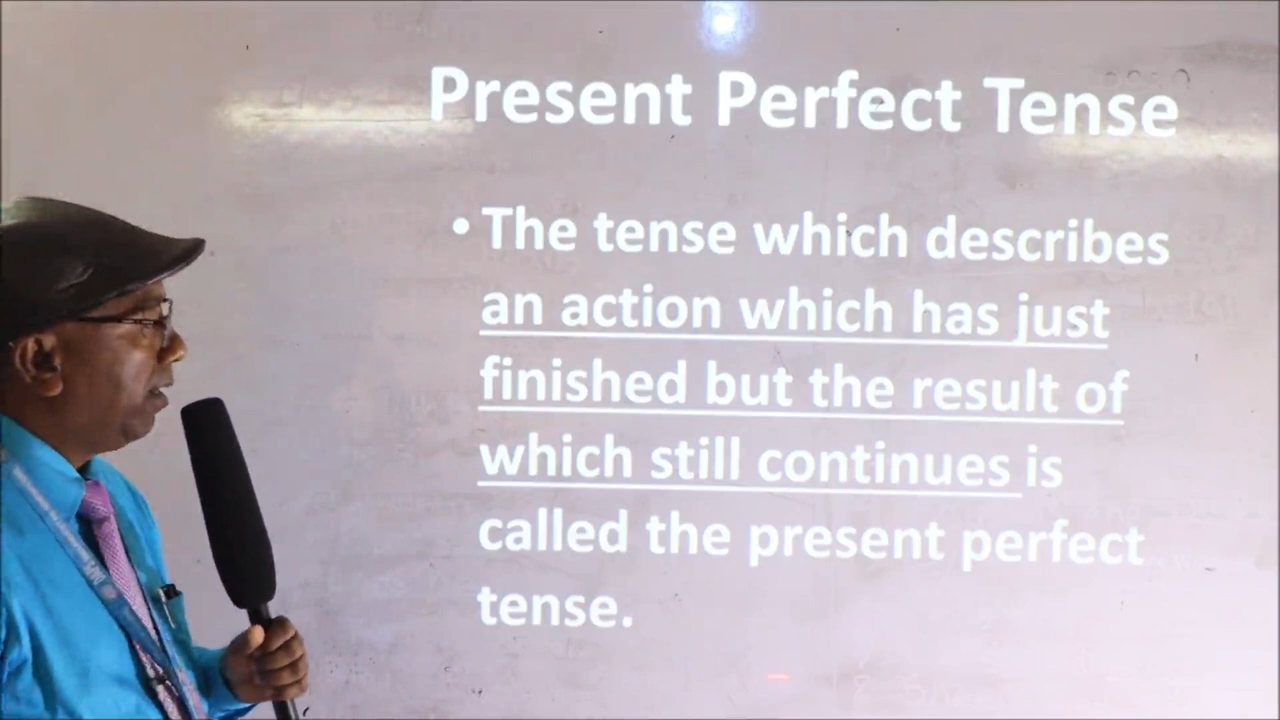 Present Perfect Tense
• The tense which describes
an action which has just
finished but the result of
which still continues is
called the present perfect
tense.